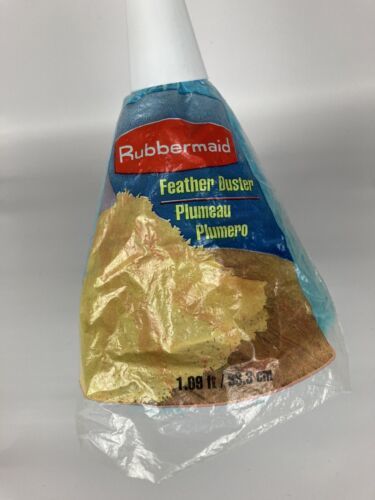 Rubbermaid
Feather Duster
Plumeau
Plumero
1.09 ft / 33.3 cm